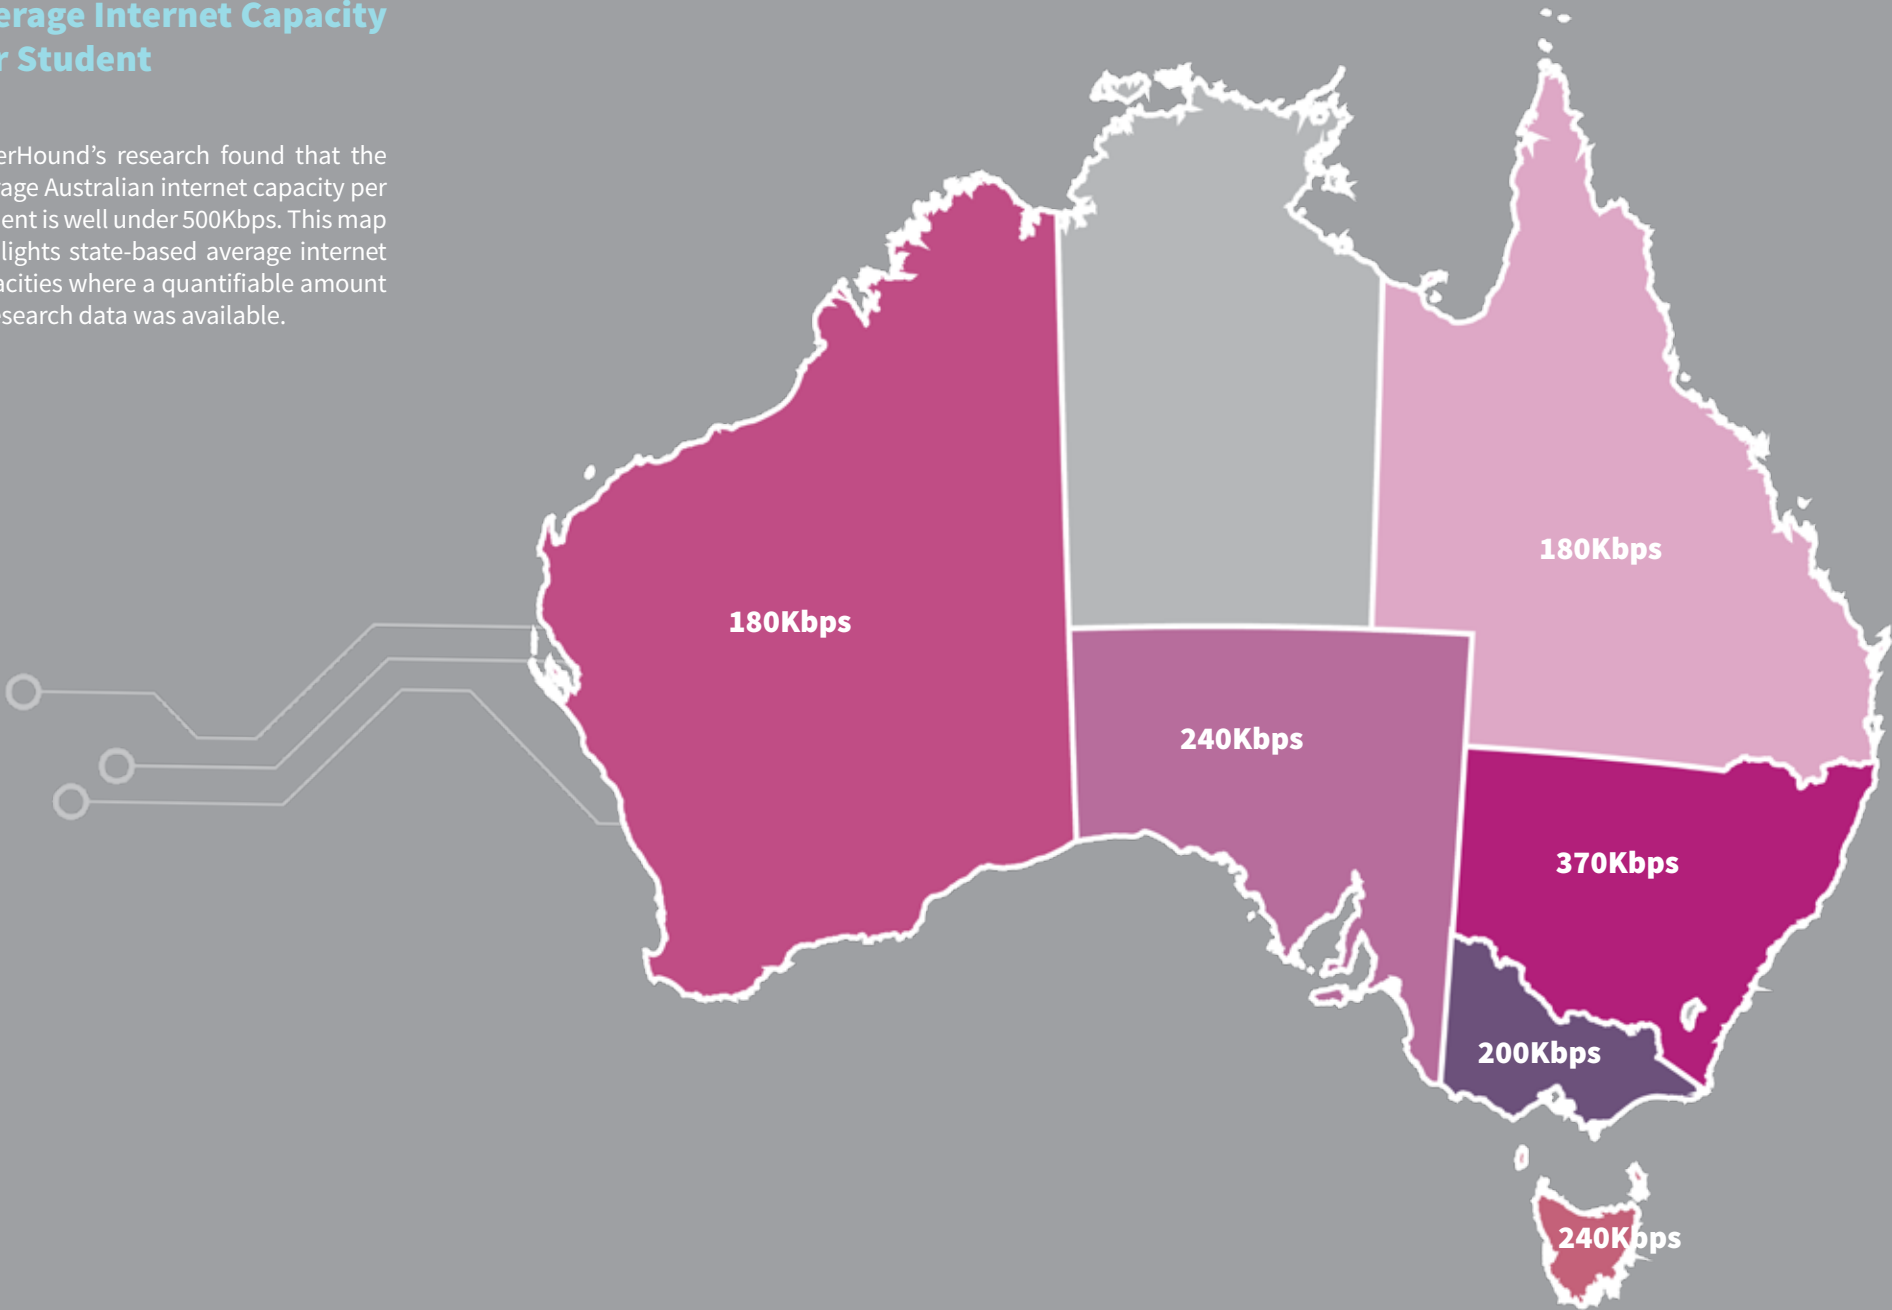 erage Internet Capacity
r Student
erHound’s research found that the
rage Australian internet capacity per
ent is well under 500Kbps. This map
lights state-based average internet
acities where a quantifiable amount
esearch data was available.
180Kbps
180Kbps
240Kbps
370Kbps
200Kbps
240Kbps